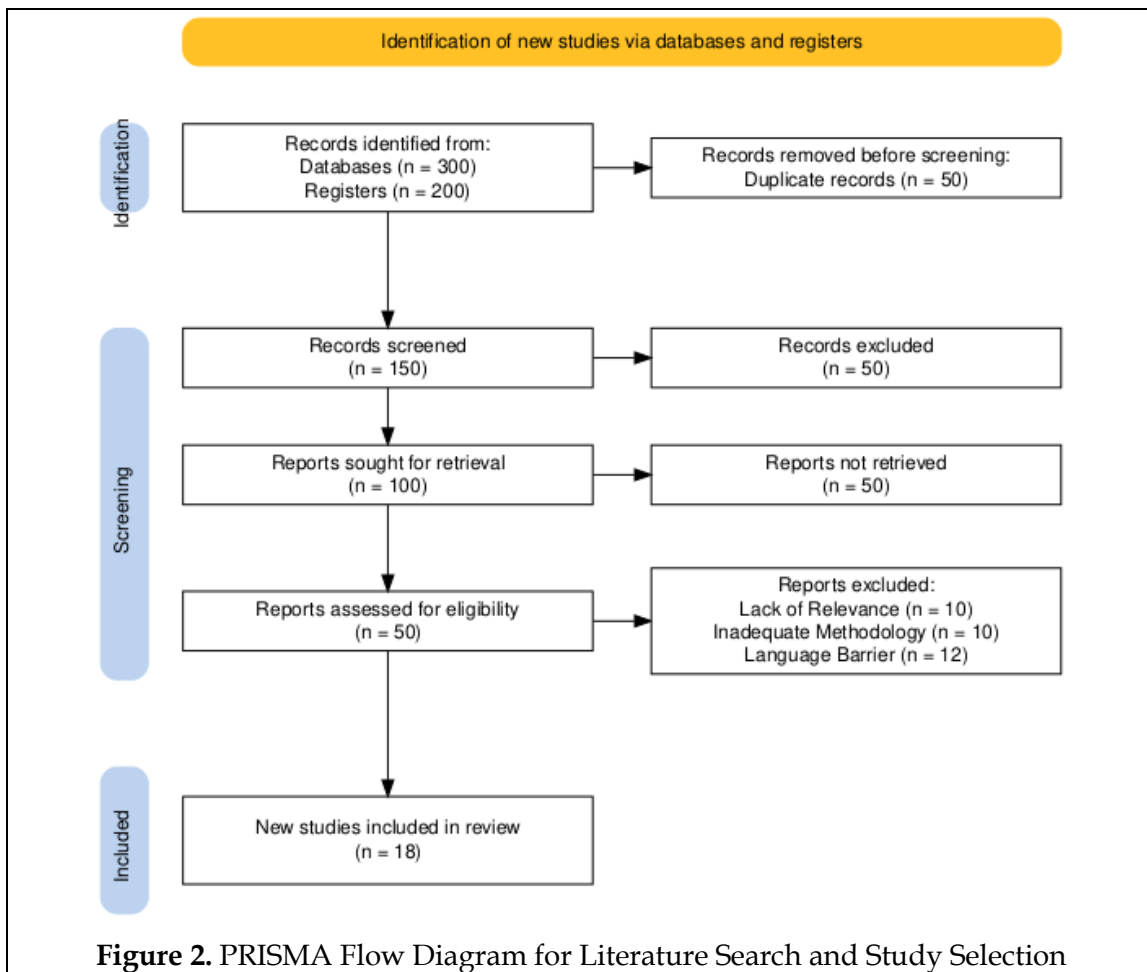 Identification of new studies via databases and registers
Identification
Records identified from:
Databases (n = 300)
Registers (n = 200)
Records removed before screening:
Duplicate records (n = 50)
Screening
Records screened
(n = 150)
Records excluded
(n = 50)
Reports sought for retrieval
(n = 100)
Reports not retrieved
(n = 50)
Reports assessed for eligibility
(n = 50)
Reports excluded:
Lack of Relevance (n = 10)
Inadequate Methodology (n = 10)
Language Barrier (n = 12)
Included
New studies included in review
(n = 18)
Figure 2. PRISMA Flow Diagram for Literature Search and Study Selection